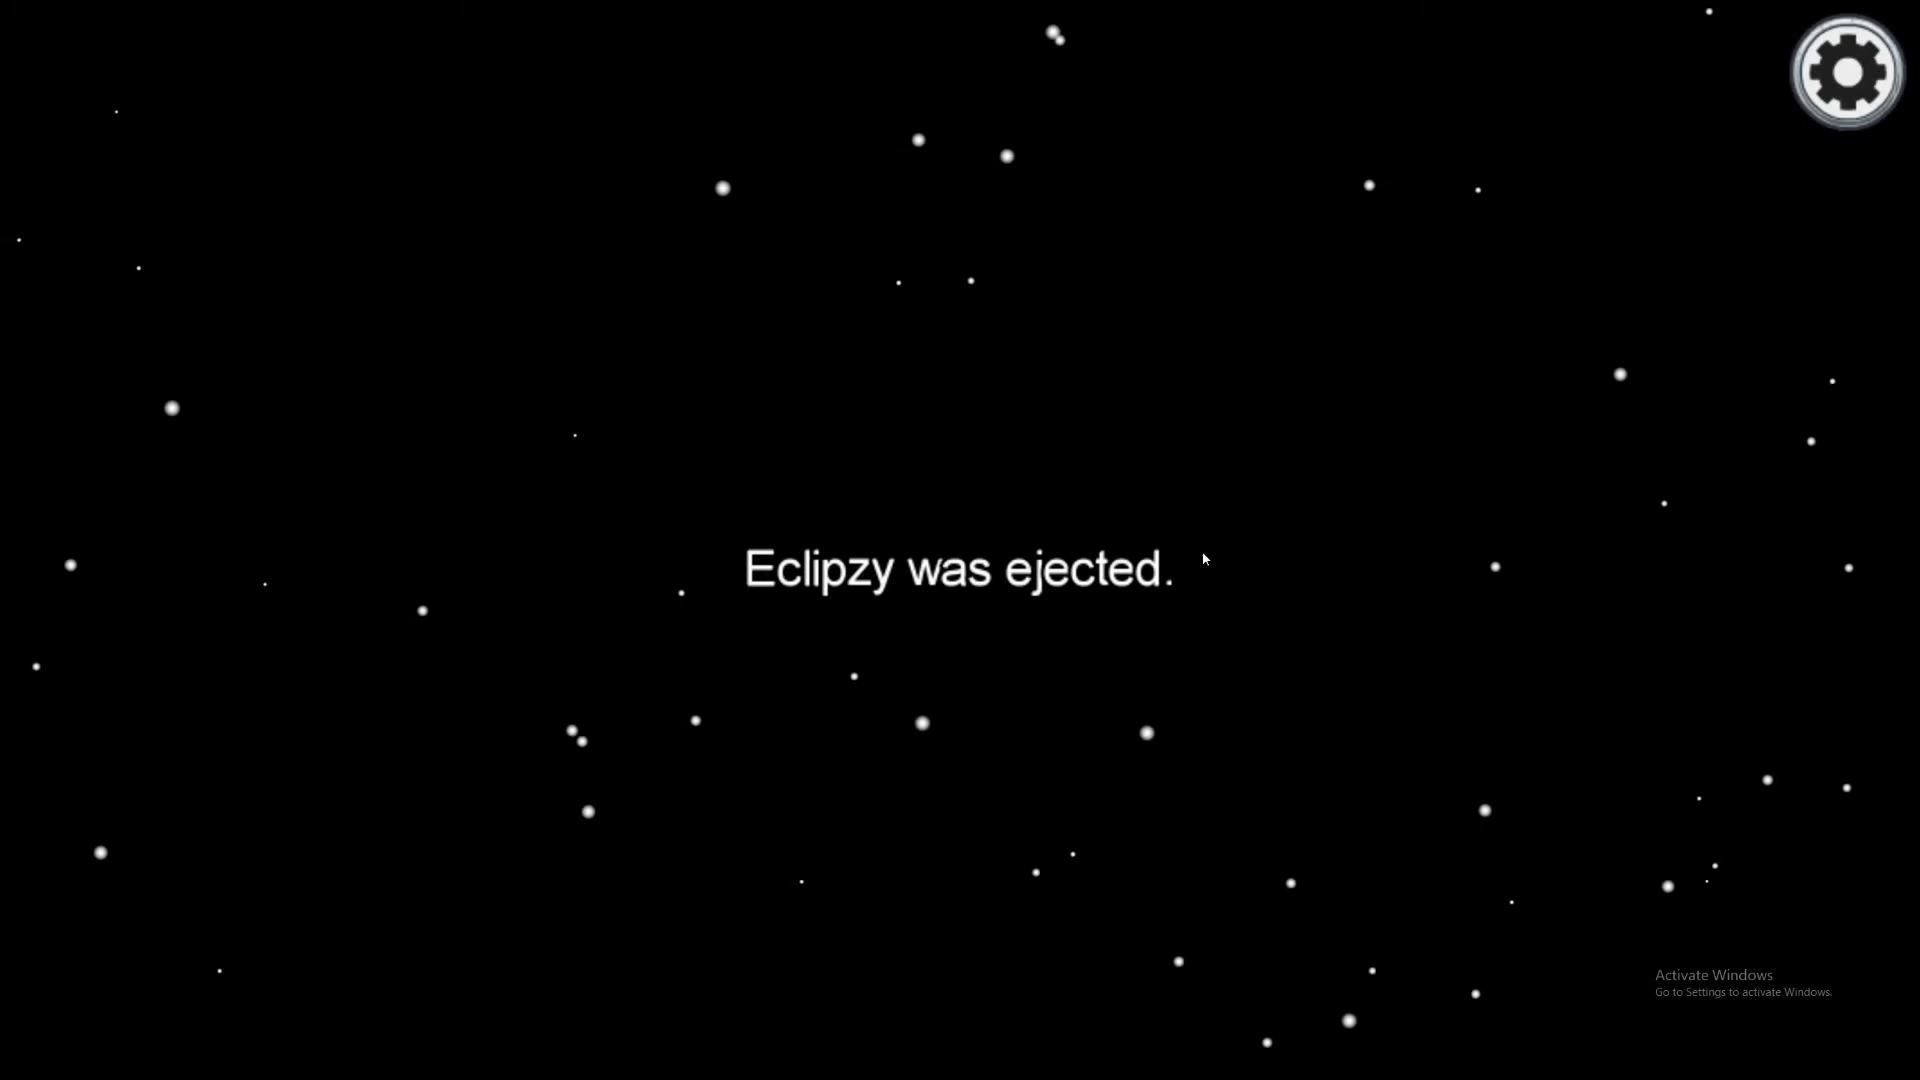 Eclipzy was ejected.
Activate Windows
Go to Settings to activate Windows.